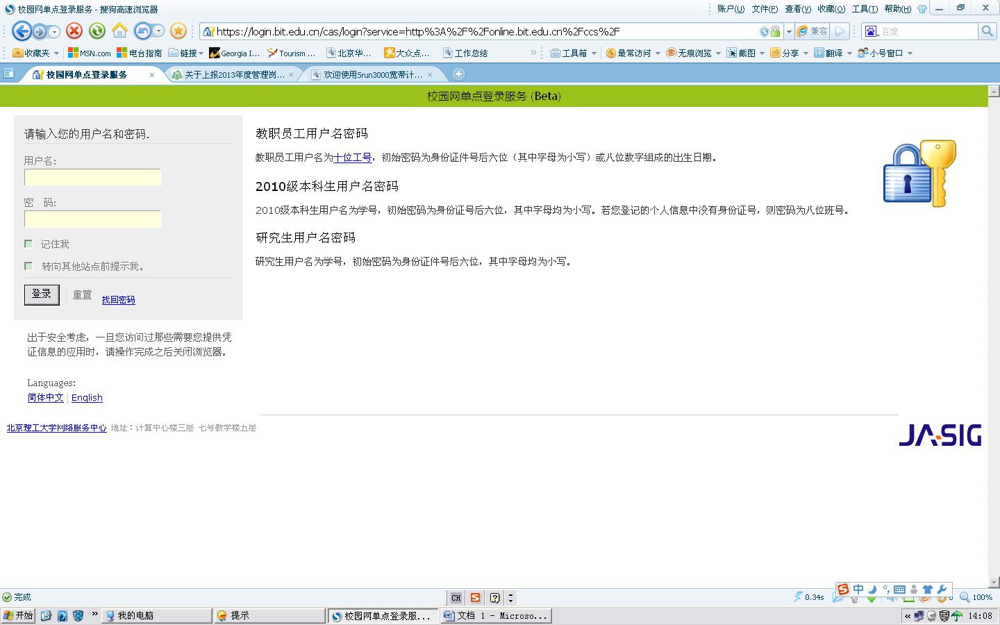 校园网单点登录服务 - 搜狗高速浏览器
账户(U) 文件(F) 查看(V) 收藏(O) 工具(T) 帮助(H)
https://login.bit.edu.cn/cas/login?service=http%3A%2F%2Fonline.bit.edu.cn%2Fccs%2F
兼容
百度
收藏夹 MSN.com 电台指南 链接 Georgia I... Tourism ... 北京华... 大众点... 工作总结 » 工具箱 最常访问 无痕浏览 截图 分享 翻译 小号窗口
校园网单点登录服务 关于上报2013年度管理岗... 欢迎使用Srun3000宽带计...
校园网单点登录服务 (Beta)
请输入您的用户名和密码.
用户名:
密 码:
记住我
转向其他站点前提示我。
登录 重置 找回密码
教职员工用户名密码
教职员工用户名为十位工号，初始密码为身份证件号后六位（其中字母为小写）或八位数字组成的出生日期。
2010级本科生用户名密码
2010级本科生用户名为学号，初始密码为身份证号后六位，其中字母均为小写。若您登记的个人信息中没有身份证号，则密码为八位班号。
研究生用户名密码
研究生用户名为学号，初始密码为身份证件号后六位，其中字母均为小写。
出于安全考虑，一旦您访问过那些需要您提供凭
证信息的应用时，请操作完成之后关闭浏览器。
Languages:
简体中文 | English
北京理工大学网络服务中心 地址：计算中心楼三层 七号教学楼五层
JA-SIG
完成
CH
中
0.34s
100%
开始 » 我的电脑 提示 校园网单点登录服... 文档 1 - Microso... « 14:08